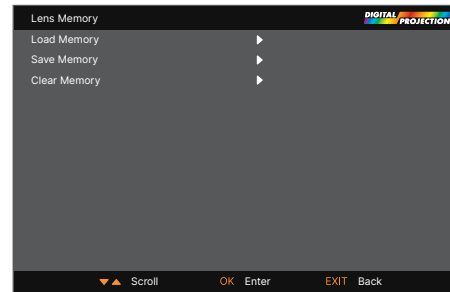 Lens Memory
DIGITAL
PROJECTION
Load Memory
Save Memory
Clear Memory
Scroll OK Enter EXIT Back